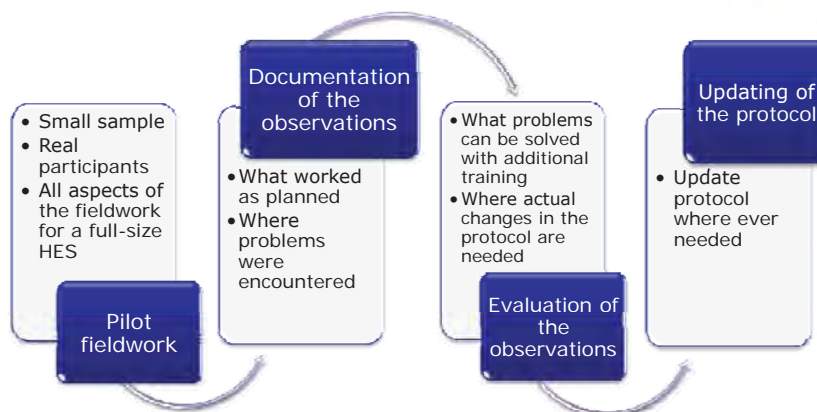 • Small sample
• Real
participants
• All aspects of
the fieldwork
for a full-size
HES
Pilot
fieldwork
Documentation
of the
observations
• What worked
as planned
• Where
problems
were
encountered
• What problems
can be solved
with additional
training
• Where actual
changes in the
protocol are
needed
Evaluation of
the
observations
Updating of
the protocol
• Update
protocol
where ever
needed